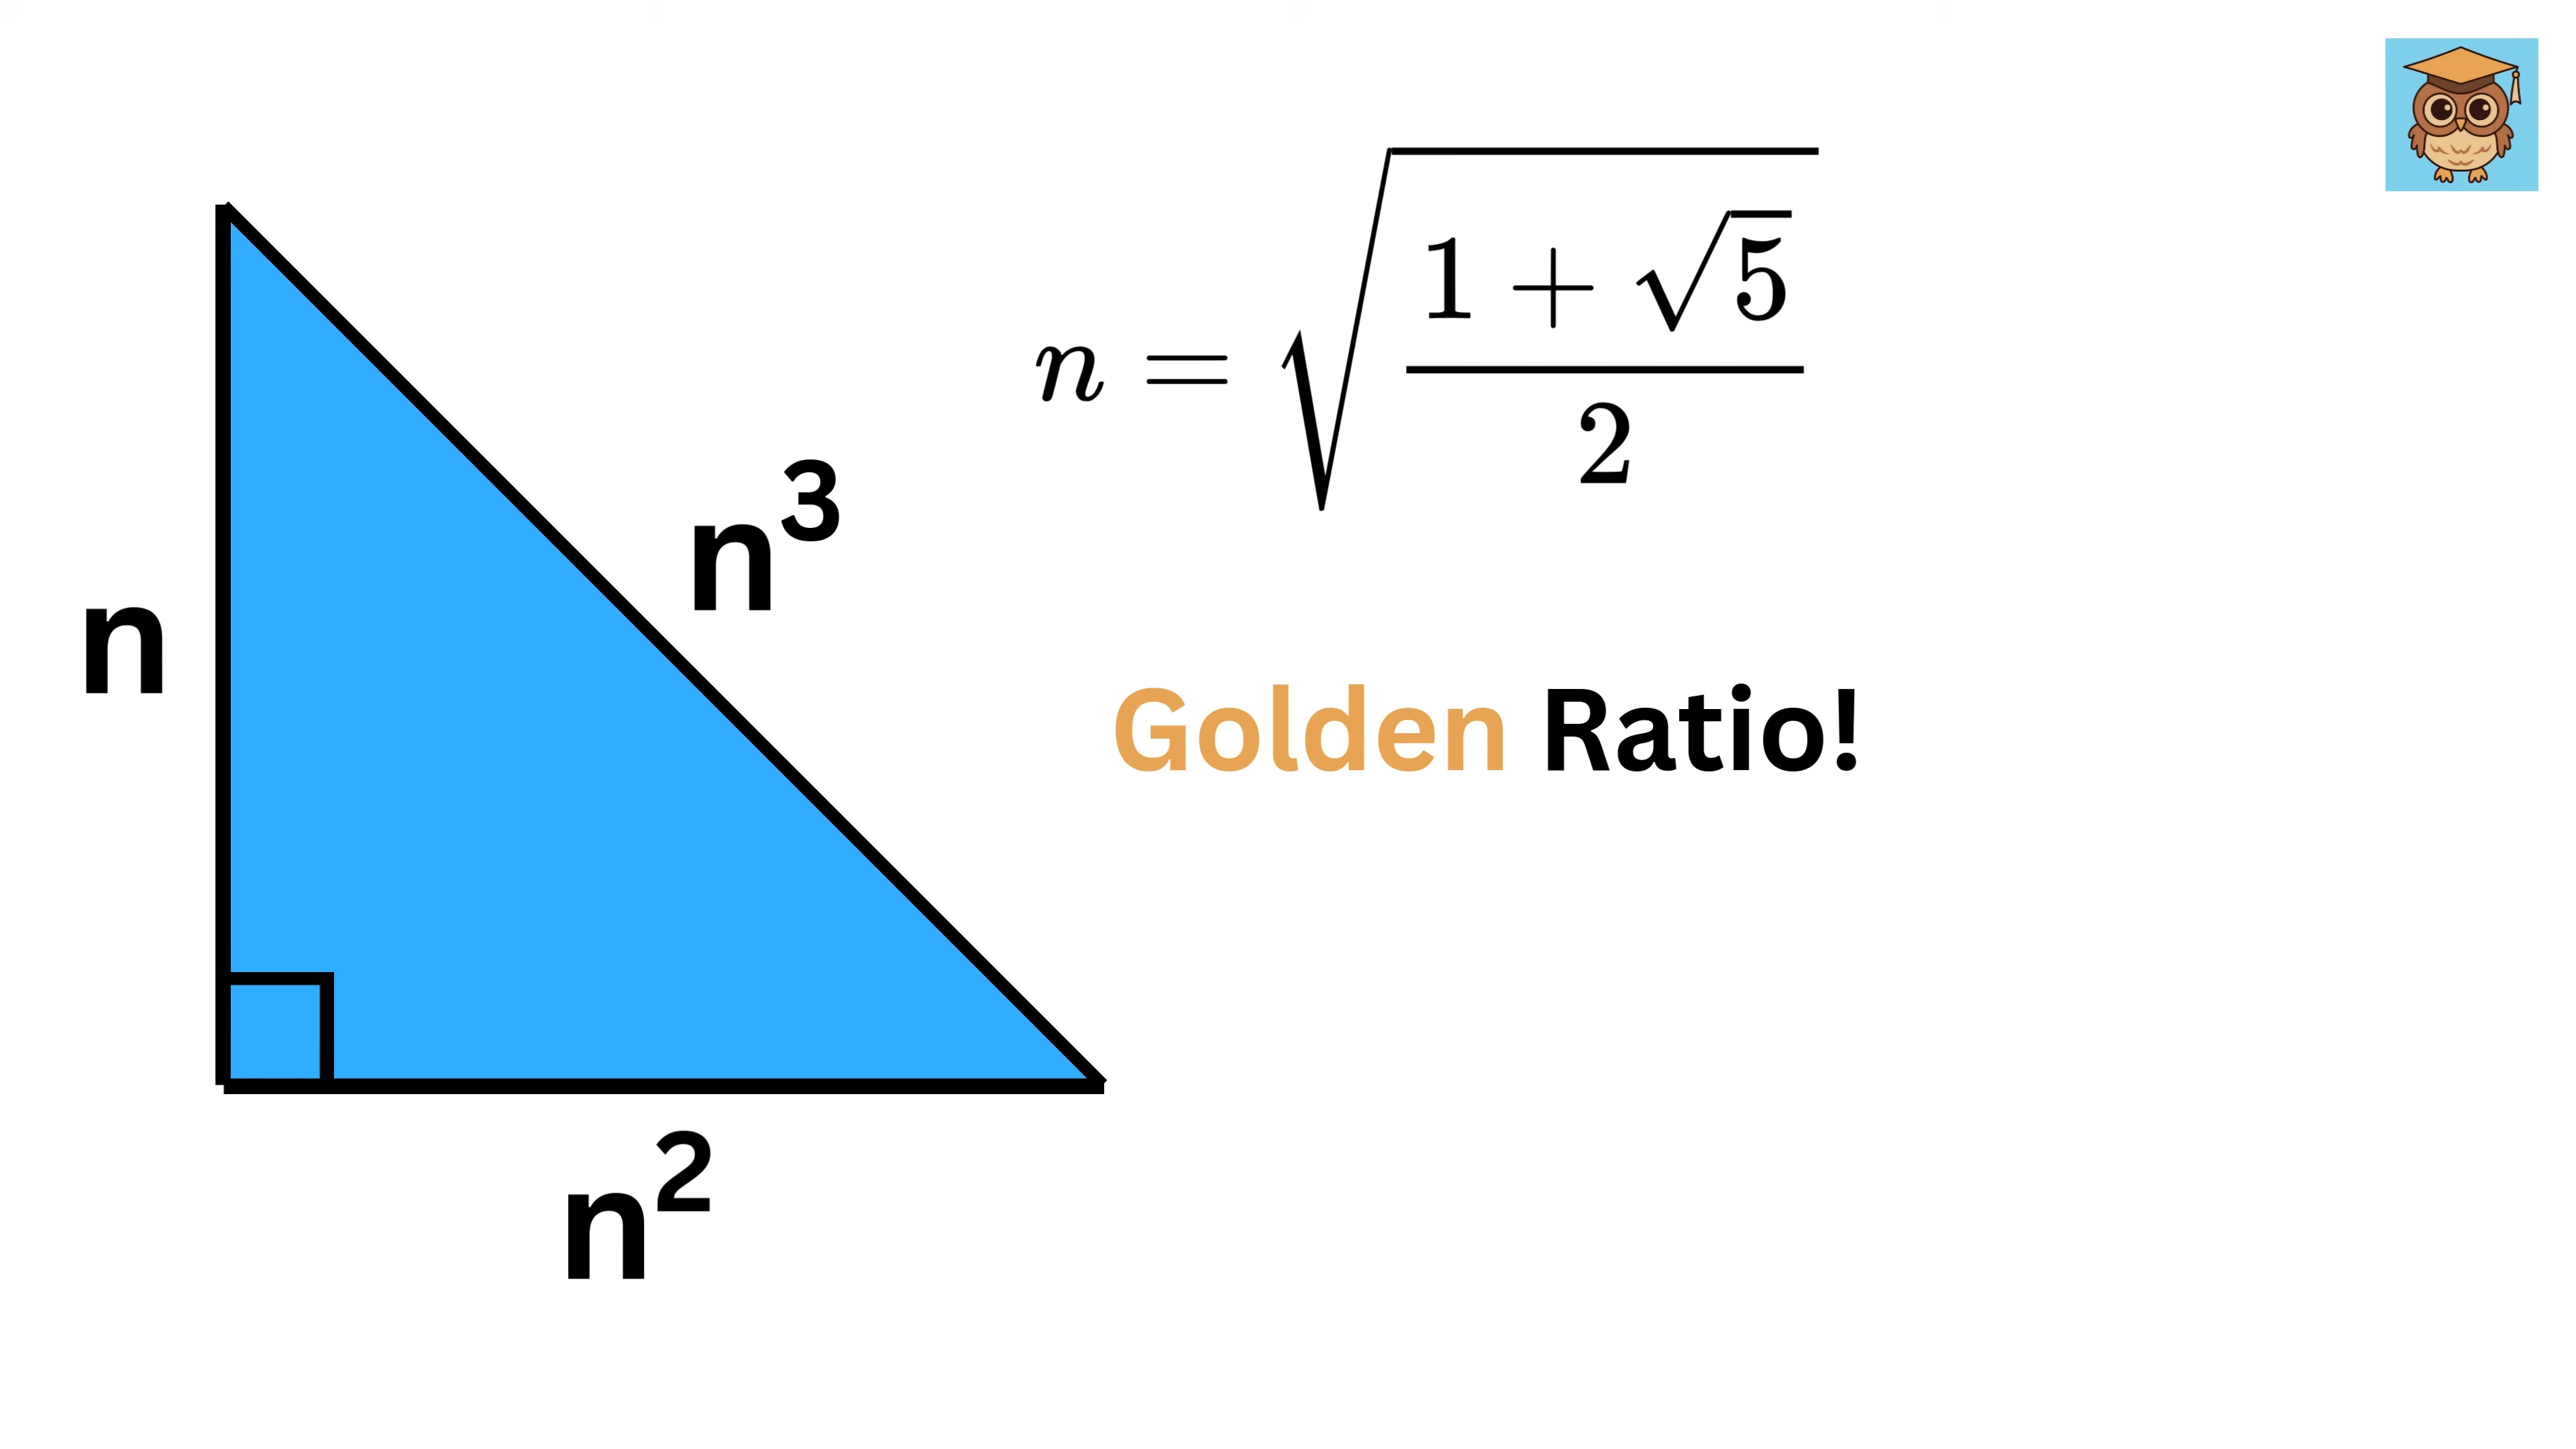 n = √((1 + √5)/2)
n³
n
Golden Ratio!
n²